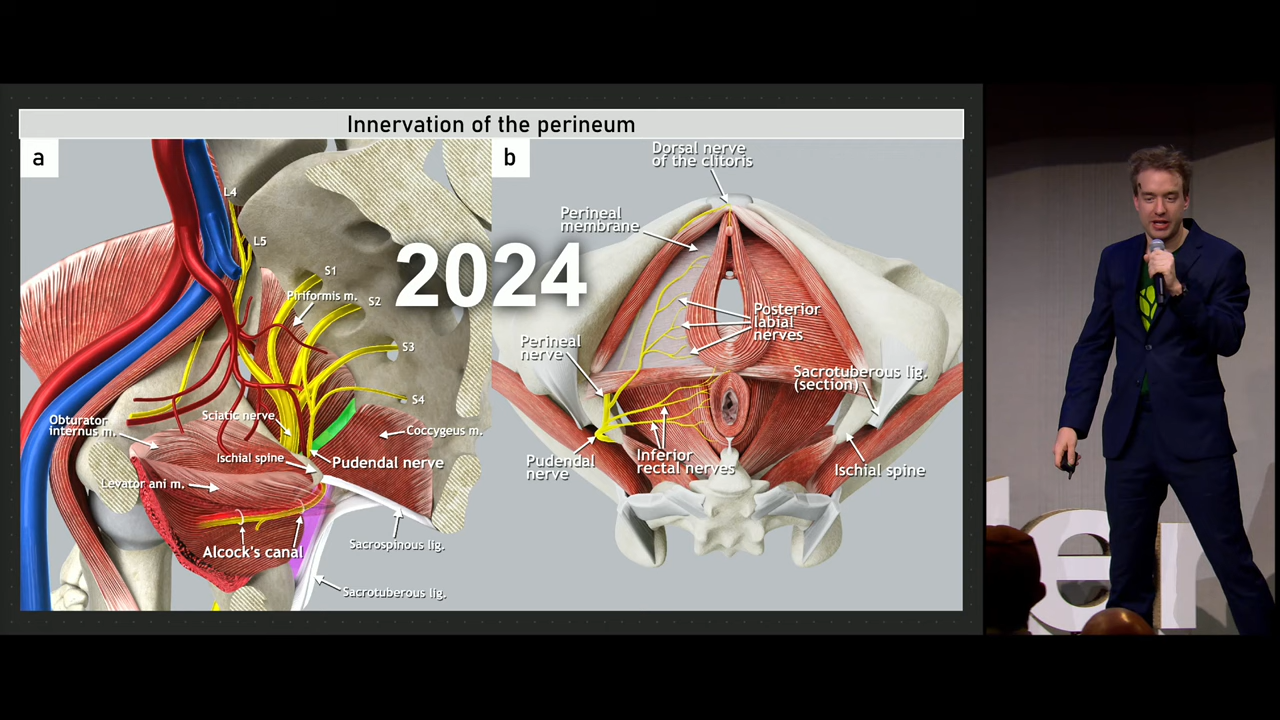 Innervation of the perineum
a
L4
L5
S1
Piriformis m.
S2
S3
S4
Obturator
internus m.
Sciatic nerve
Coccygeus m.
Ischial spine
Pudendal nerve
Levator ani m.
Alcock's canal
Sacrospinous lig.
Sacrotuberous lig.
2024
b
Dorsal nerve
of the clitoris
Perineal
membrane
Posterior
labial
nerves
Perineal
nerve
Sacrotuberous lig.
(section)
Pudendal
nerve
Inferior
rectal nerves
Ischial spine
er